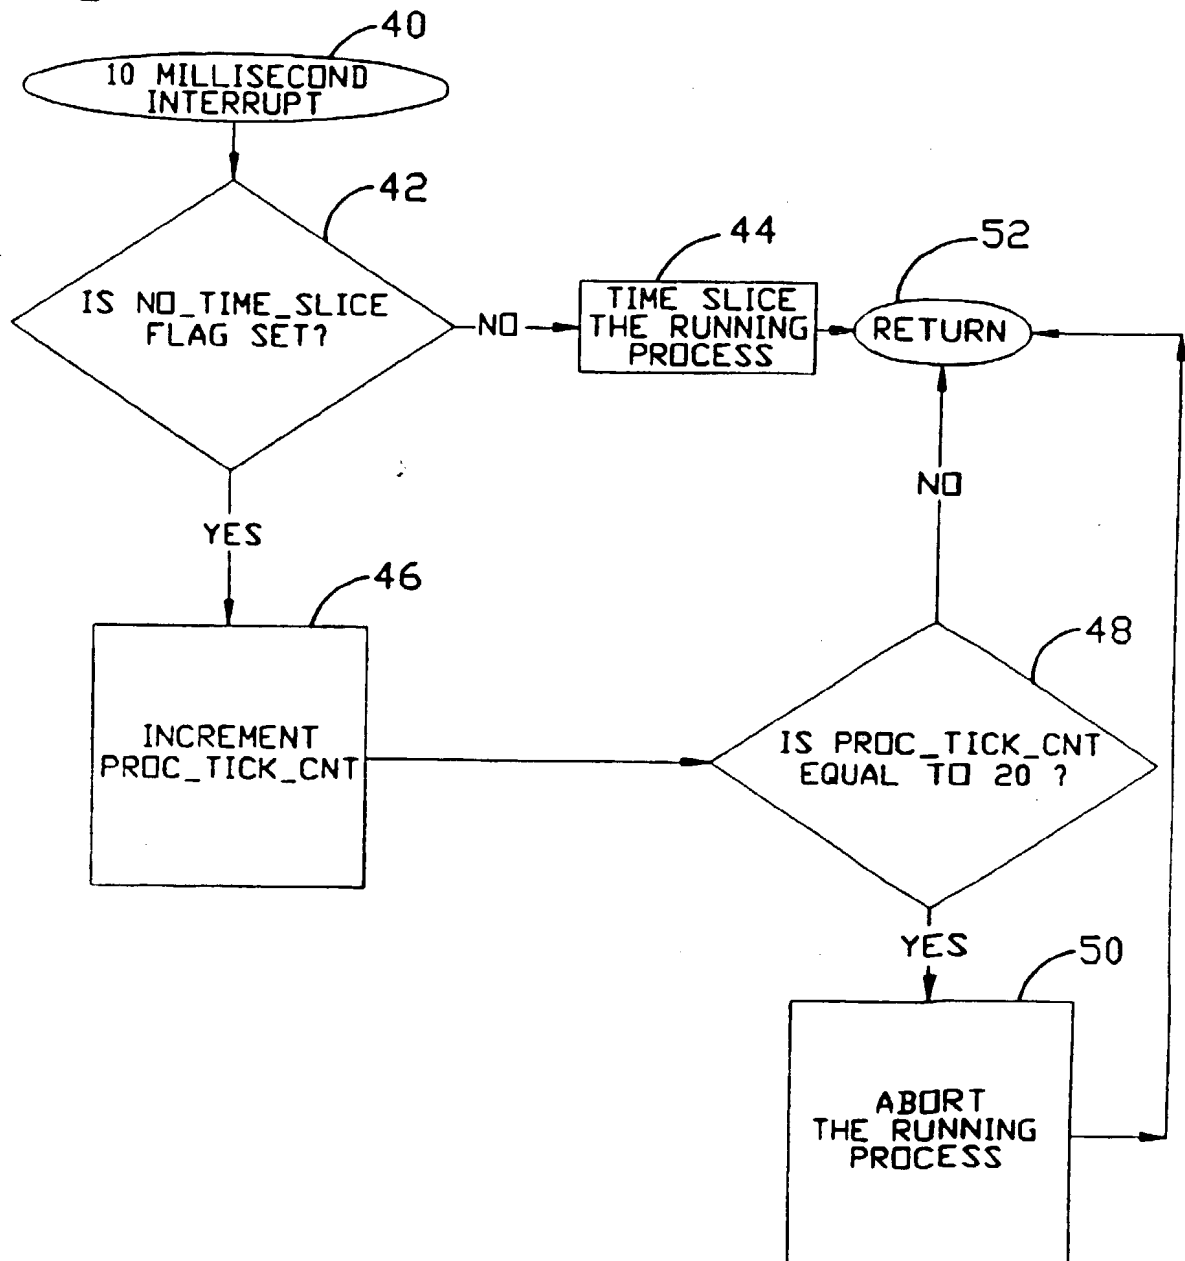 40
10 MILLISECOND
INTERRUPT
42
IS NO_TIME_SLICE
FLAG SET?
NO
44
TIME SLICE
THE RUNNING
PROCESS
52
RETURN
NO
YES
46
INCREMENT
PROC_TICK_CNT
48
IS PROC_TICK_CNT
EQUAL TO 20 ?
YES
50
ABORT
THE RUNNING
PROCESS